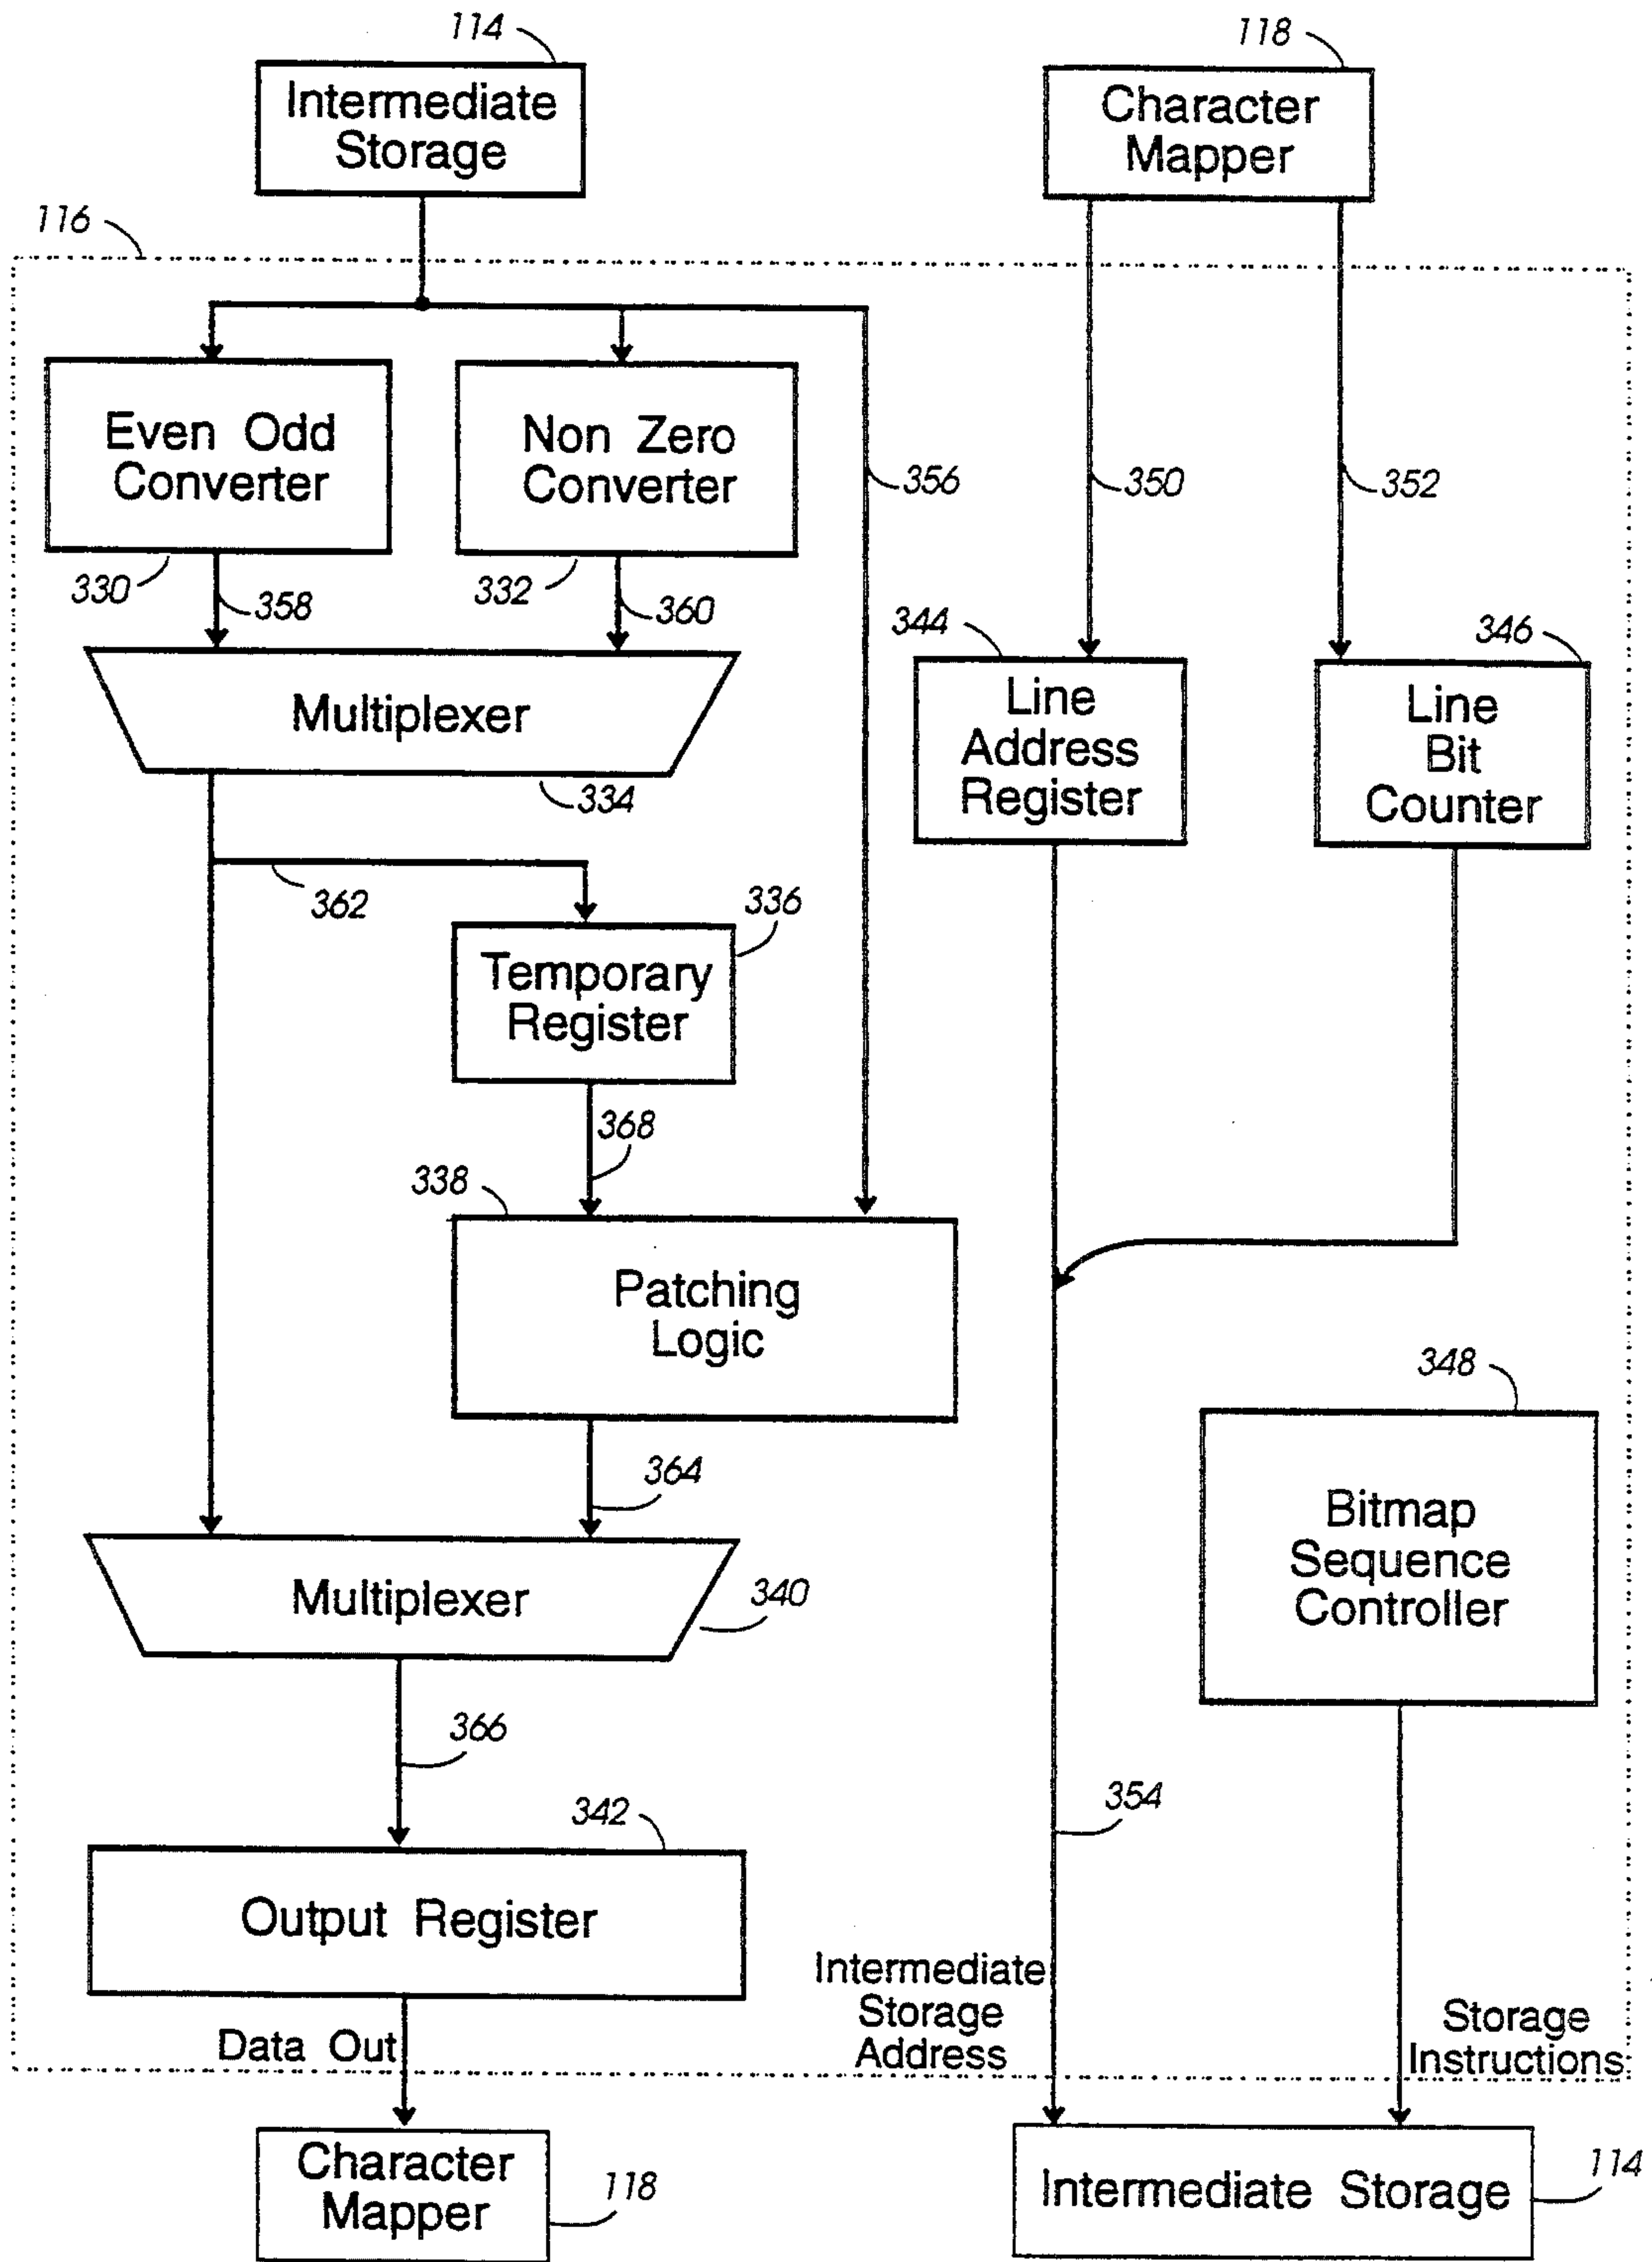 114
118
Intermediate
Storage
Character
Mapper
116
Even Odd
Converter
Non Zero
Converter
356
350
352
330
358
332
360
344
346
Multiplexer
334
Line
Address
Register
Line
Bit
Counter
362
336
Temporary
Register
368
338
Patching
Logic
348
364
Bitmap
Sequence
Controller
Multiplexer
340
366
354
342
Output Register
Intermediate
Storage
Address
Storage
Instructions
Data Out
Character
Mapper
118
Intermediate Storage
114